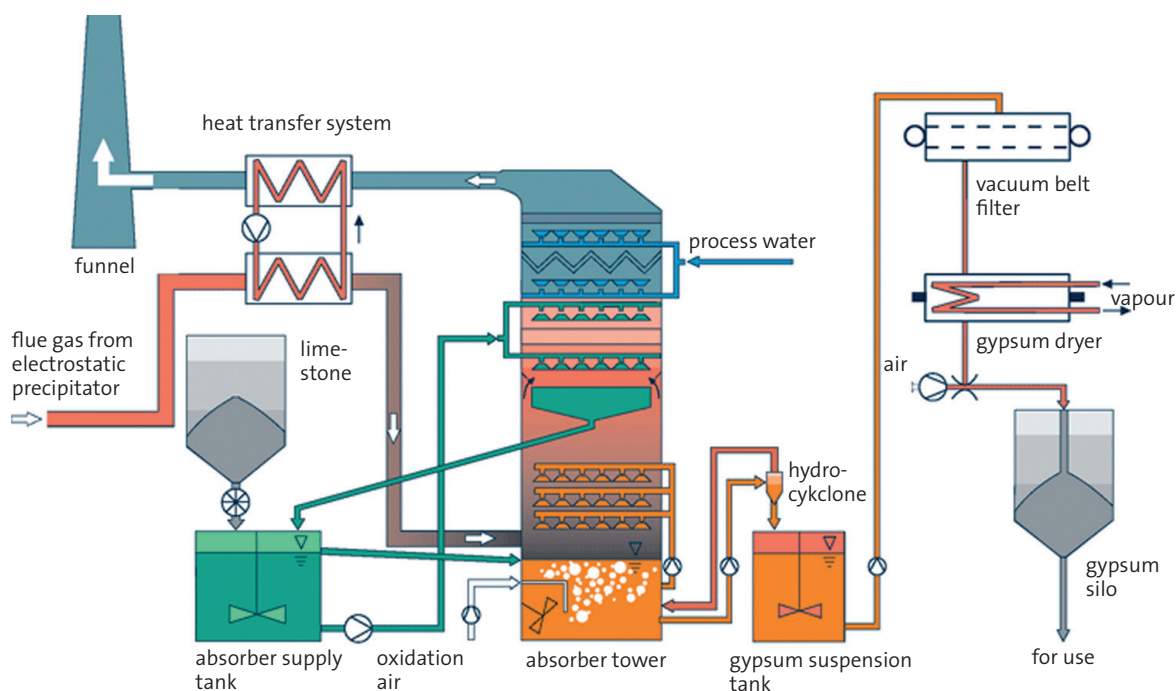 heat transfer system
funnel
process water
vacuum belt
filter
vapour
gypsum dryer
flue gas from
electrostatic
precipitator
lime-
stone
air
hydro-
cykclone
gypsum
silo
absorber supply
tank
oxidation
air
absorber tower
gypsum suspension
tank
for use